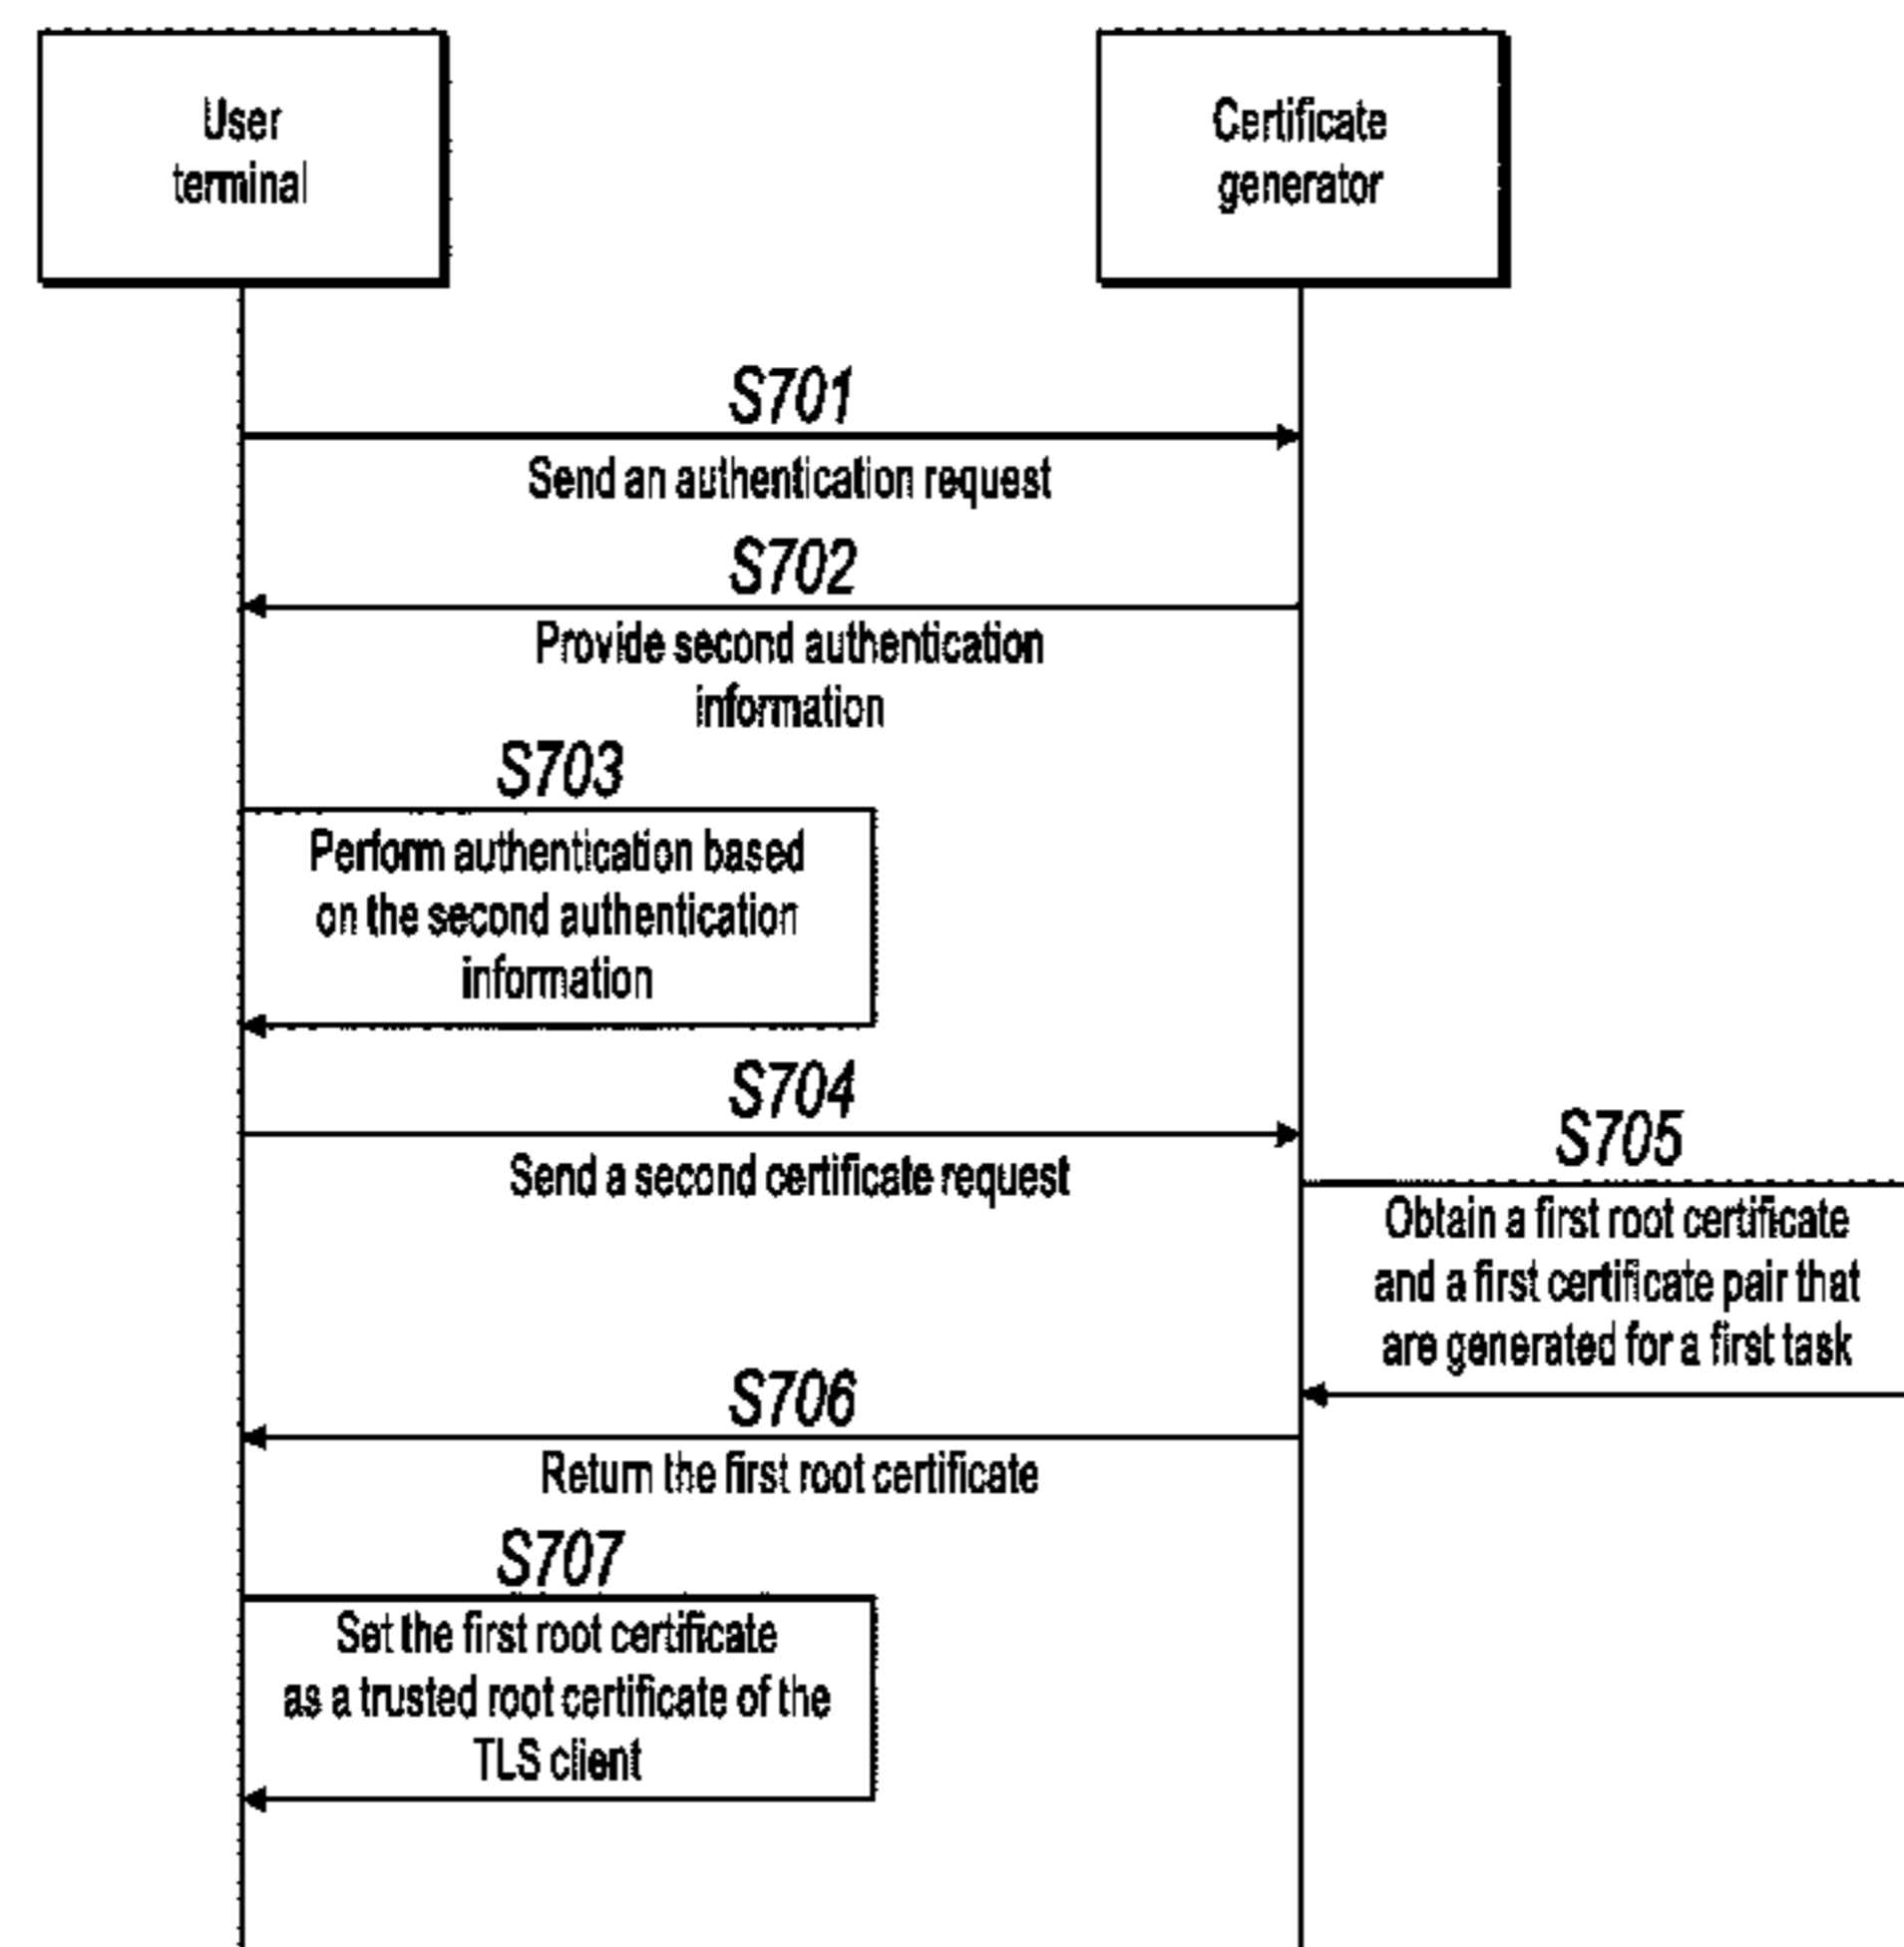 User
terminal
Certificate
generator
S701
Send an authentication request
S702
Provide second authentication
information
S703
Perform authentication based
on the second authentication
information
S704
Send a second certificate request
S705
Obtain a first root certificate
and a first certificate pair that
are generated for a first task
S706
Return the first root certificate
S707
Set the first root certificate
as a trusted root certificate of the
TLS client